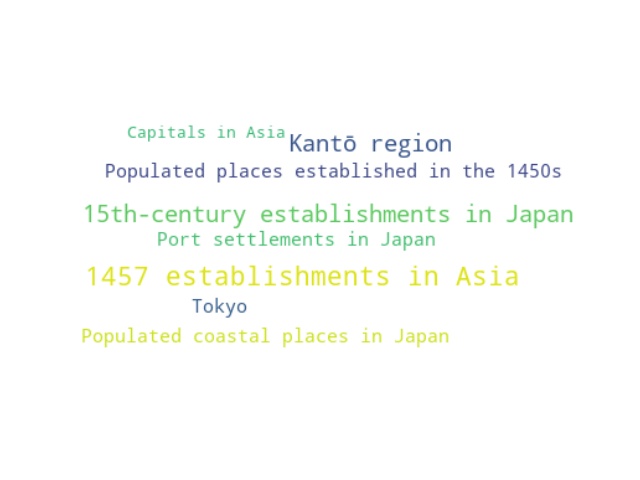 Capitals in Asia
Kantō region
Populated places established in the 1450s
15th-century establishments in Japan
Port settlements in Japan
1457 establishments in Asia
Tokyo
Populated coastal places in Japan